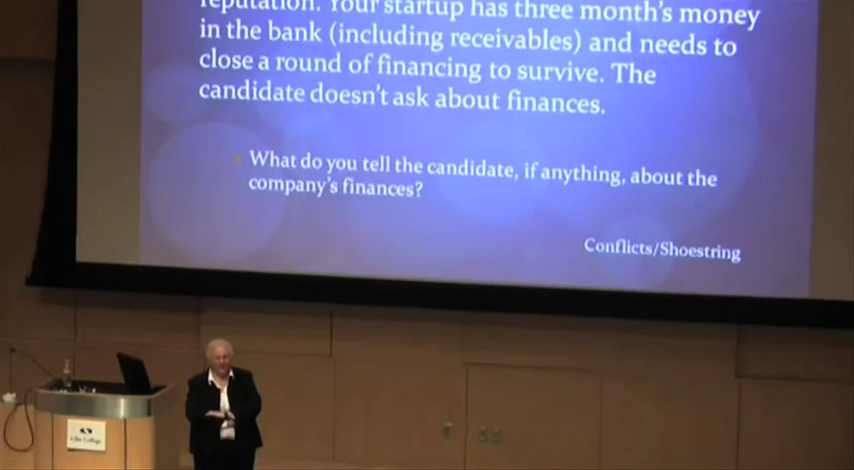 reputation. Your startup has three month's money
in the bank (including receivables) and needs to
close a round of financing to survive. The
candidate doesn't ask about finances.
What do you tell the candidate, if anything, about the
company's finances?
Conflicts/Shoestring
College